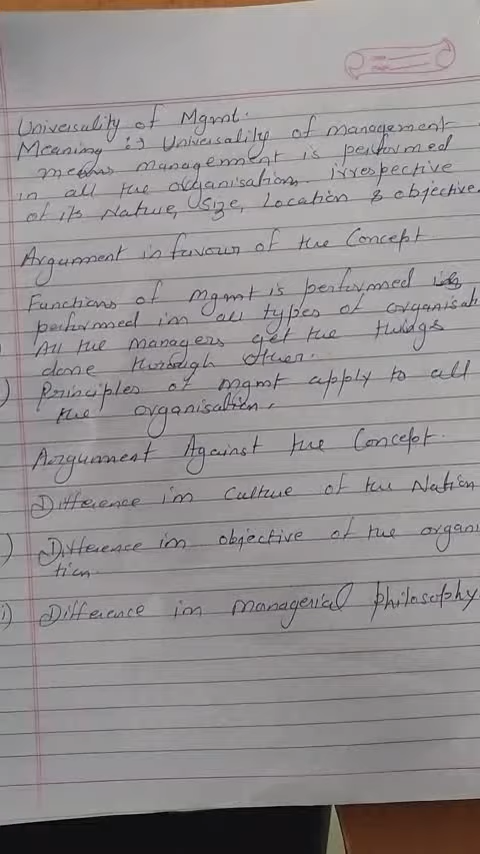 Universality of Mgmt.
Meaning :) Universality of management
means management is performed
in all the organisation, irrespective
of its Nature, Size, Location & objective
Argument in favour of the Concept
Functions of mgmt is performed is
performed in all types of organisati
All the managers get the things
done through other.
) Principles of mgmt apply to all
the organisation.
Argument Against the Concept.
Difference in Culture of the Nation
) Difference in objective of the organi
tion.
i) Difference in managerial philosophy